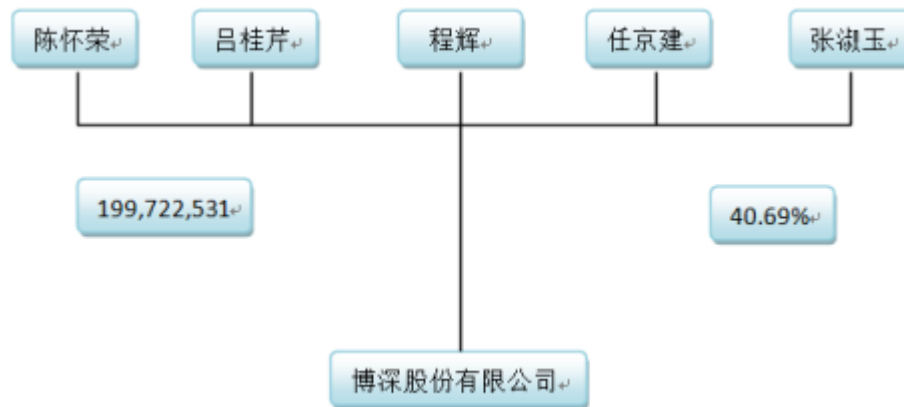 陈怀荣
吕桂芹
程辉
任京建
张淑玉
199,722,531
40.69%
博深股份有限公司